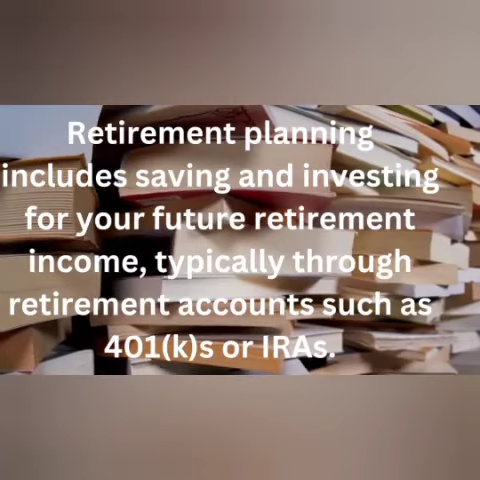 Retirement planning
includes saving and investing
for your future retirement
income, typically through
retirement accounts such as
401(k)s or IRAs.